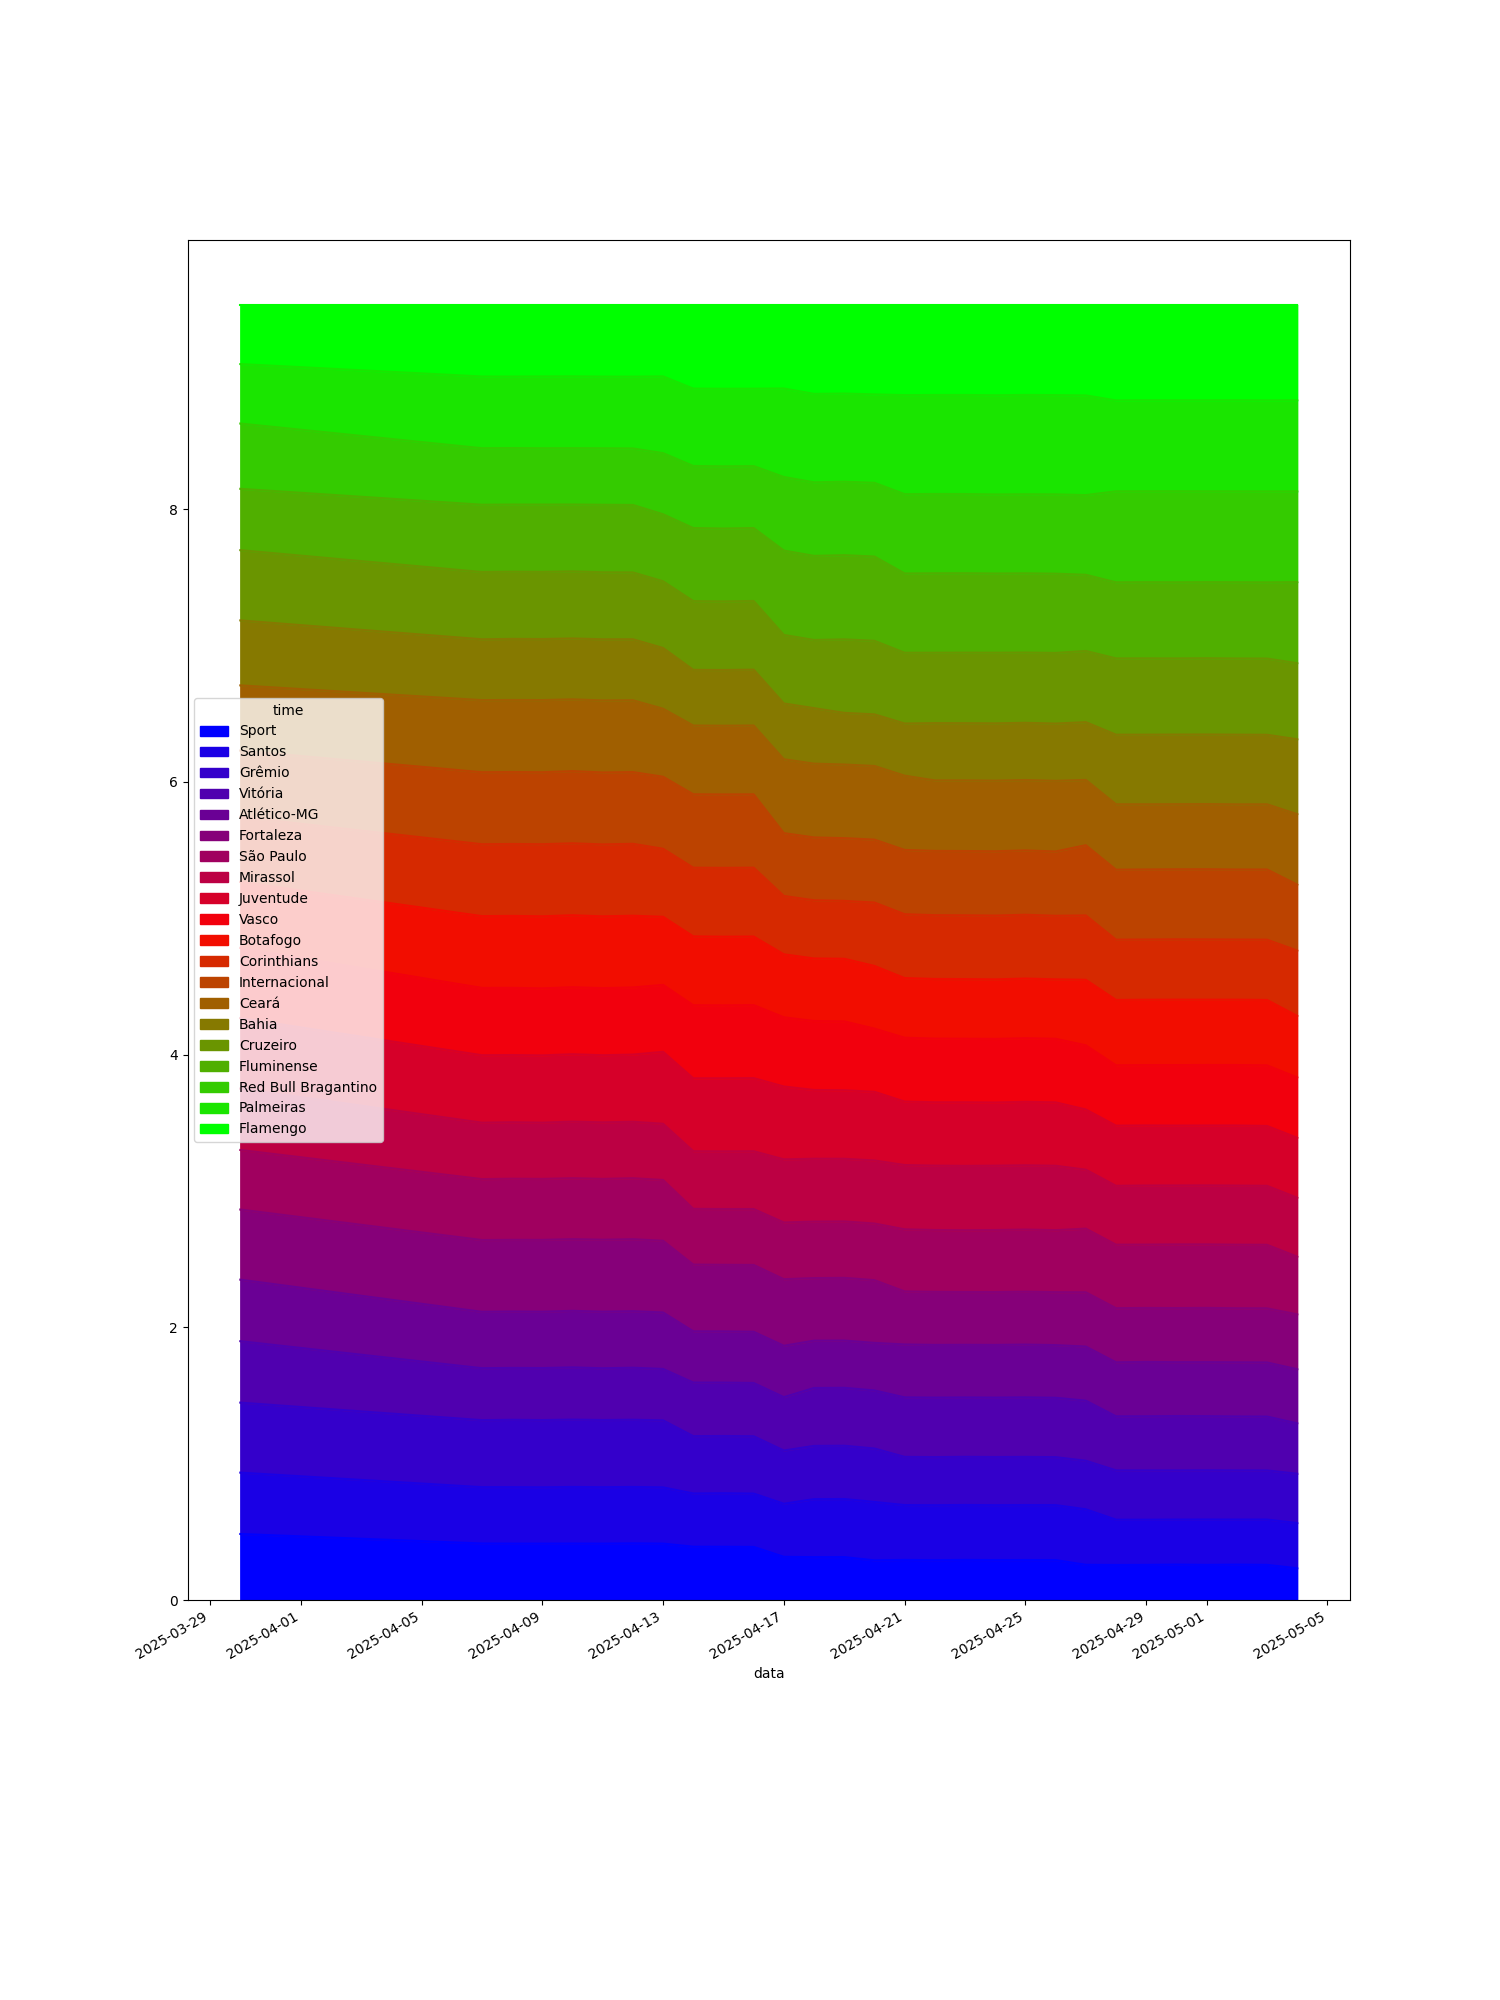 8
6
4
2
0
time
Sport
Santos
Grêmio
Vitória
Atlético-MG
Fortaleza
São Paulo
Mirassol
Juventude
Vasco
Botafogo
Corinthians
Internacional
Ceará
Bahia
Cruzeiro
Fluminense
Red Bull Bragantino
Palmeiras
Flamengo
2025-03-29
2025-04-01
2025-04-05
2025-04-09
2025-04-13
2025-04-17
2025-04-21
2025-04-25
2025-04-29
2025-05-01
2025-05-05
data